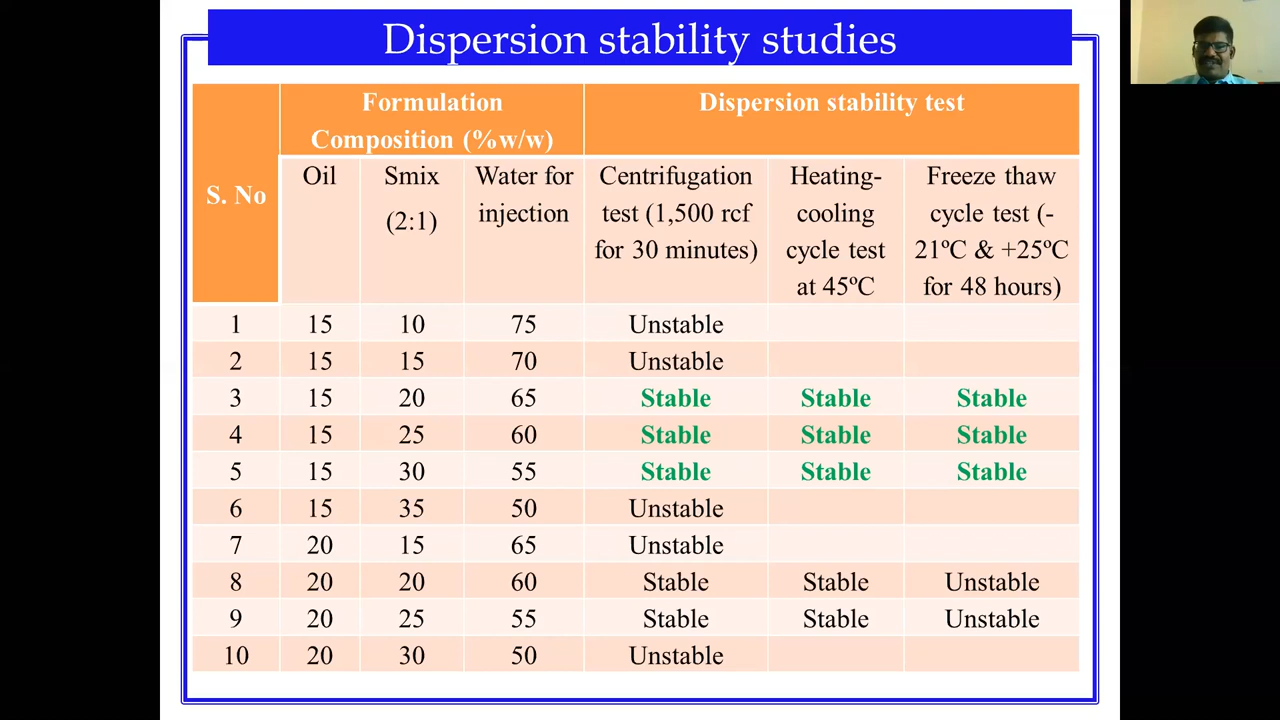 Dispersion stability studies
S. No
Formulation
Composition (%w/w)
Dispersion stability test
Oil
Smix
(2:1)
Water for
injection
Centrifugation
test (1,500 rcf
for 30 minutes)
Heating-
cooling
cycle test
at 45ºC
Freeze thaw
cycle test (-
21ºC & +25ºC
for 48 hours)
1 15 10 75 Unstable
2 15 15 70 Unstable
3 15 20 65 Stable Stable Stable
4 15 25 60 Stable Stable Stable
5 15 30 55 Stable Stable Stable
6 15 35 50 Unstable
7 20 15 65 Unstable
8 20 20 60 Stable Stable Unstable
9 20 25 55 Stable Stable Unstable
10 20 30 50 Unstable